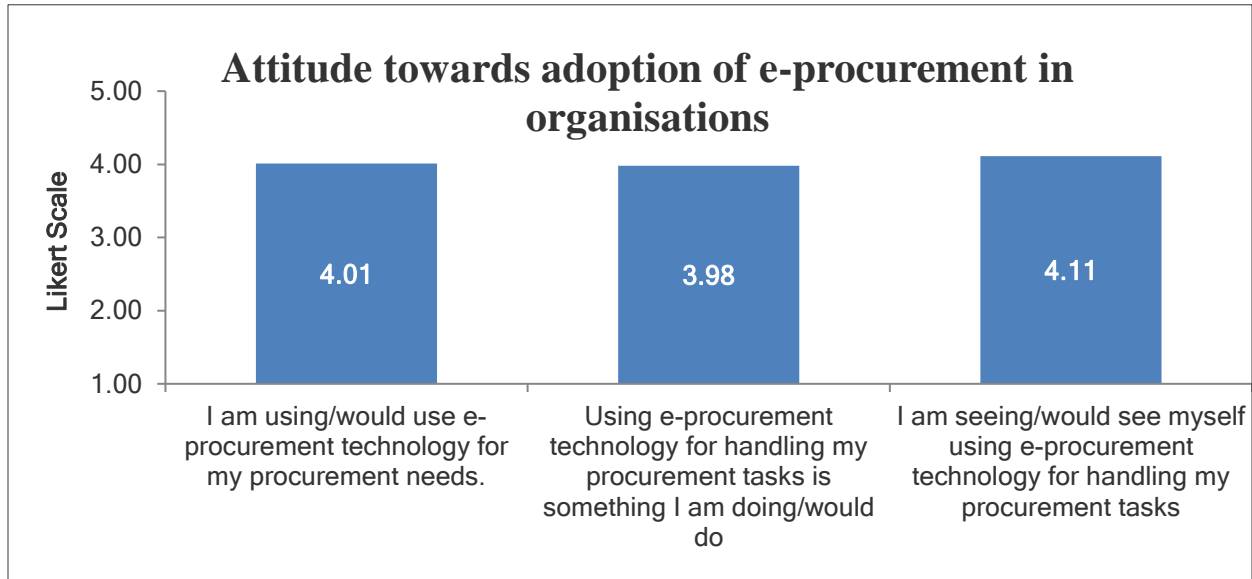 Attitude towards adoption of e-procurement in
organisations
Likert Scale
5.00
4.00
3.00
2.00
1.00
4.01
3.98
4.11
I am using/would use e-
procurement technology for
my procurement needs.
Using e-procurement
technology for handling my
procurement tasks is
something I am doing/would
do
I am seeing/would see myself
using e-procurement
technology for handling my
procurement tasks